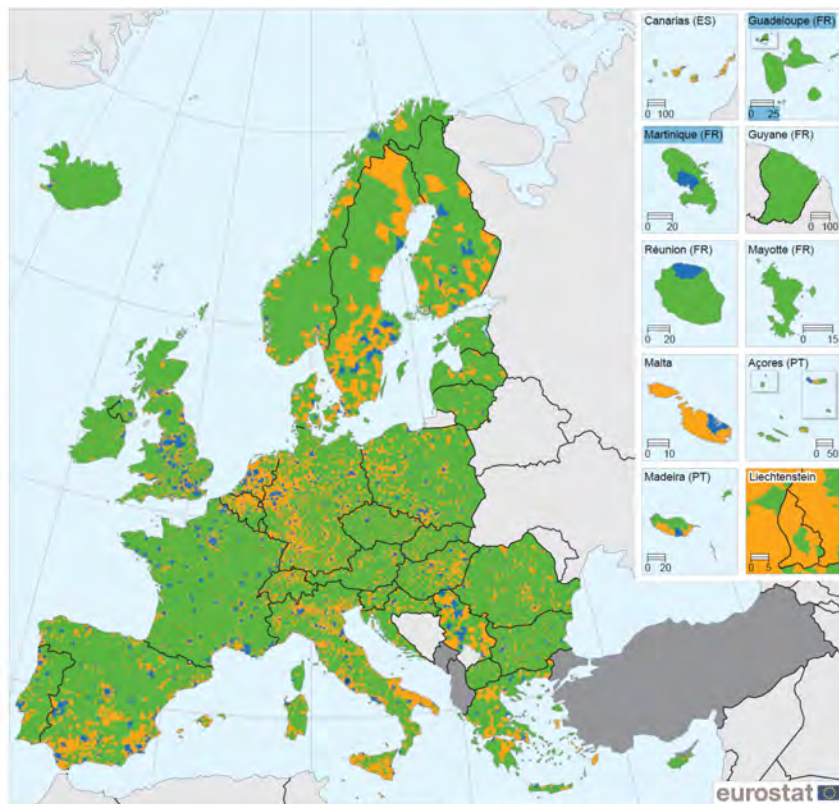 Canarias (ES)
0 100
Guadeloupe (FR)
0 25
Martinique (FR)
0 20
Guyane (FR)
0 100
Réunion (FR)
0 20
Mayotte (FR)
0 15
Malta
0 10
Açores (PT)
0 50
Madeira (PT)
0 20
Liechtenstein
0 5
eurostat